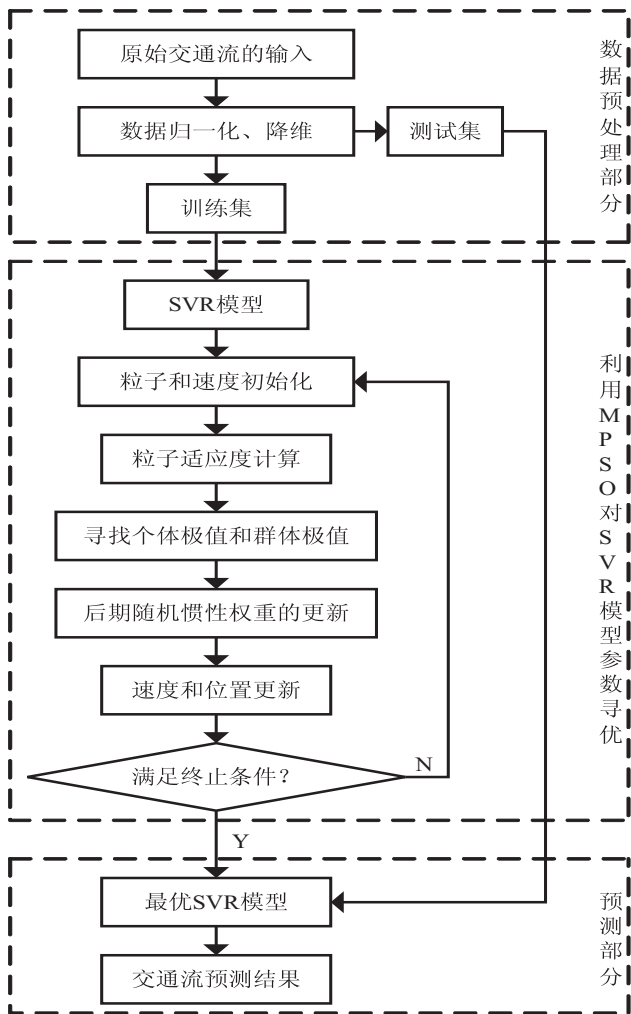 原始交通流的输入
数据归一化、降维
测试集
训练集
数据预处理部分
SVR模型
粒子和速度初始化
粒子适应度计算
寻找个体极值和群体极值
后期随机惯性权重的更新
速度和位置更新
满足终止条件？
N
Y
利用MPSO对SVR模型参数寻优
最优SVR模型
交通流预测结果
预测部分